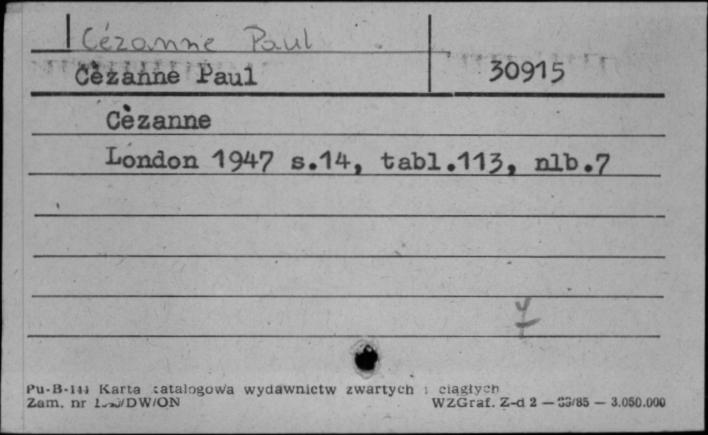 Cézanne Paul
Cèzanne Paul 30915
Cèzanne
London 1947 s.14, tabl.113, nlb.7
Pu-B-144 Karta katalogowa wydawnictw zwartych i ciągłych
Zam. nr /DW/ON WZGraf. Z-d 2 — /85 — 3.050.000